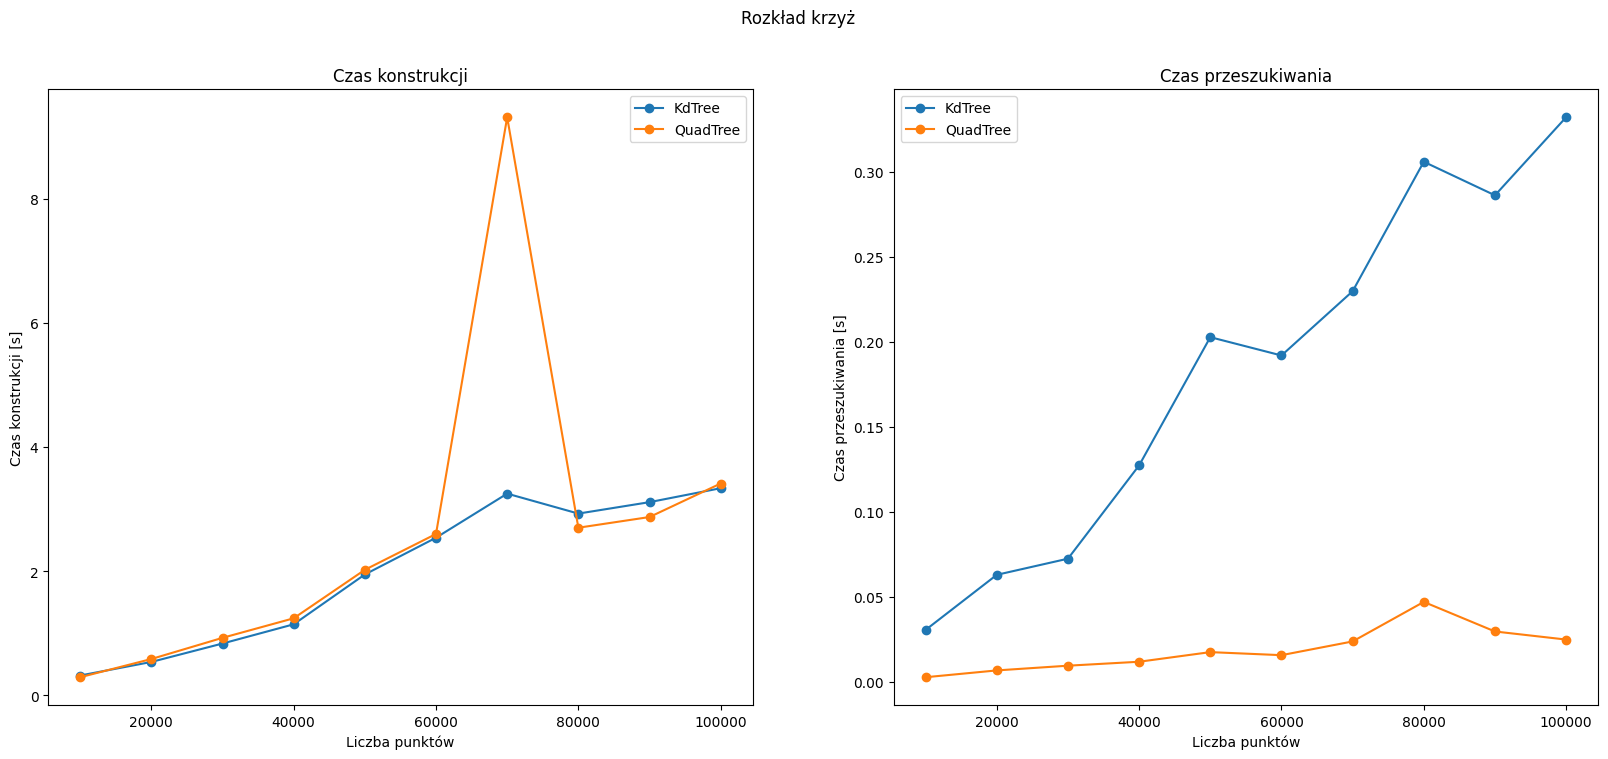 Rozkład krzyż
Czas konstrukcji
KdTree
QuadTree
8
6
4
2
0
Czas konstrukcji [s]
20000 40000 60000 80000 100000
Liczba punktów
Czas przeszukiwania
KdTree
QuadTree
0.30
0.25
0.20
0.15
0.10
0.05
0.00
Czas przeszukiwania [s]
20000 40000 60000 80000 100000
Liczba punktów